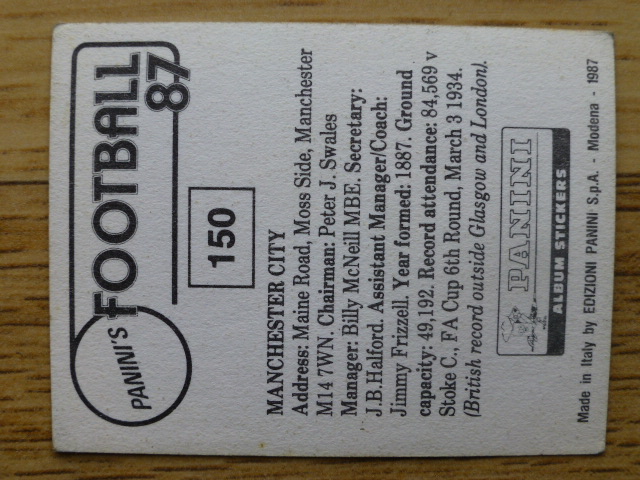 PANINI'S FOOTBALL 87
150
MANCHESTER CITY
Address: Maine Road, Moss Side, Manchester
M14 7WN. Chairman: Peter J. Swales
Manager: Billy McNeill MBE. Secretary:
J.B.Halford. Assistant Manager/Coach:
Jimmy Frizzell. Year formed: 1887. Ground
capacity: 49,192. Record attendance: 84,569 v
Stoke C., FA Cup 6th Round, March 3 1934.
(British record outside Glasgow and London).
PANINI
ALBUM STICKERS
Made in Italy by EDIZIONI PANINI S.p.A. - Modena - 1987